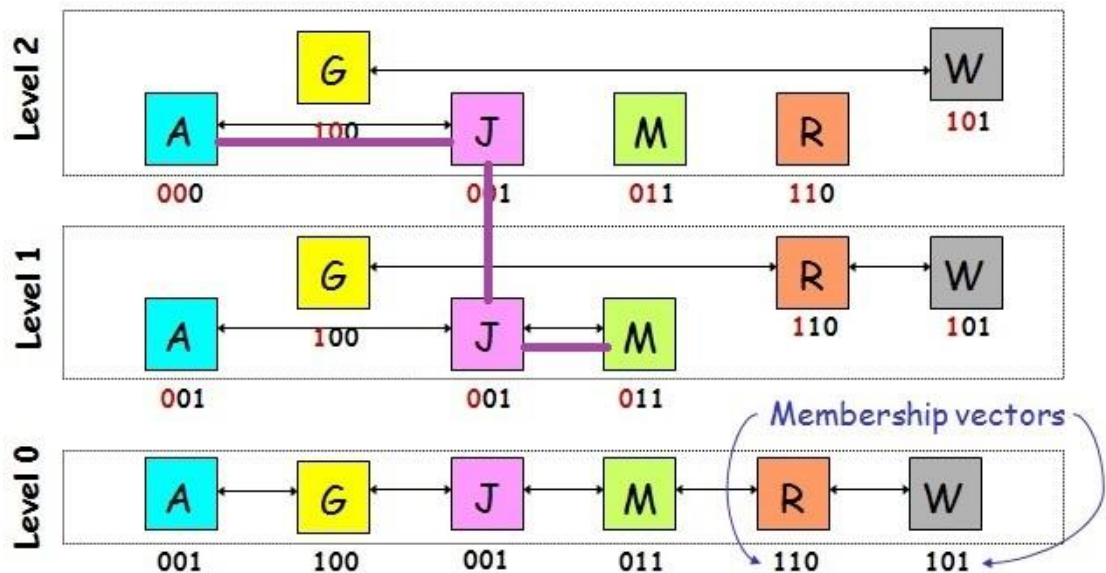 Level 2
G W
A J M R
100 101
000 001 011 110
Level 1
G R W
A J M
100 110 101
001 001 011
Membership vectors
Level 0
A G J M R W
001 100 001 011 110 101